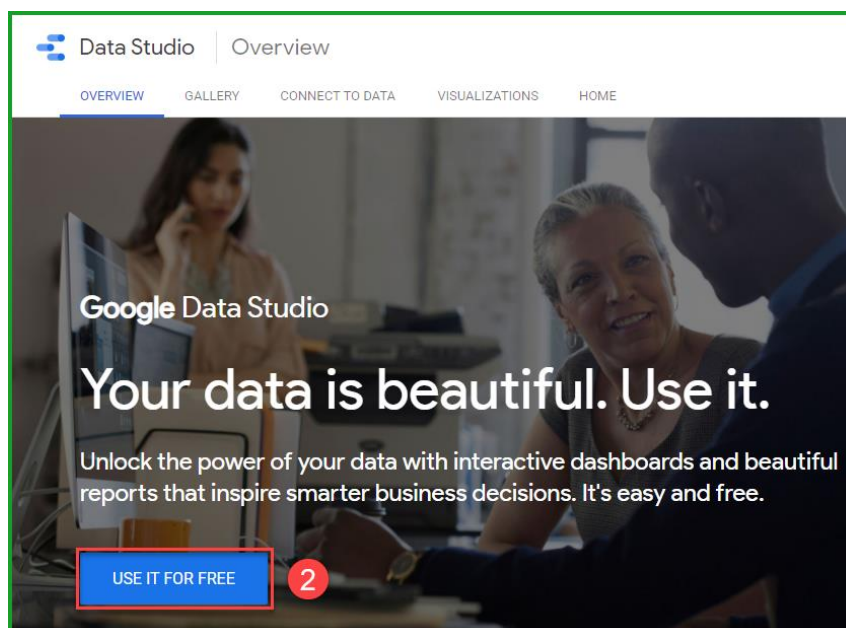 Data Studio Overview
OVERVIEW GALLERY CONNECT TO DATA VISUALIZATIONS HOME
Google Data Studio
Your data is beautiful. Use it.
Unlock the power of your data with interactive dashboards and beautiful
reports that inspire smarter business decisions. It's easy and free.
USE IT FOR FREE 2